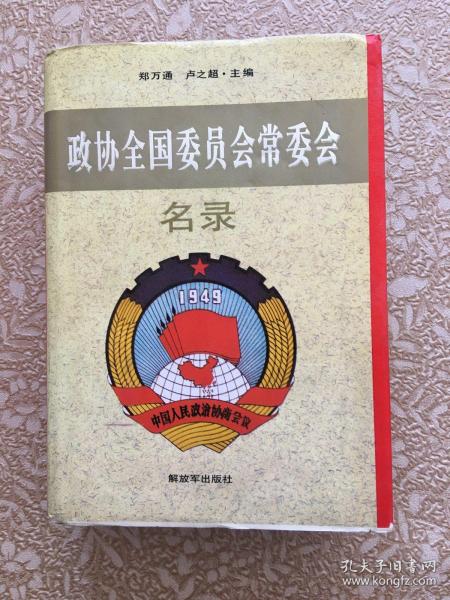 郑万通 卢之超·主编
政协全国委员会常委会
名录
1949
中国人民政治协商会议
解放军出版社
孔夫子旧书网
www.kongfz.com